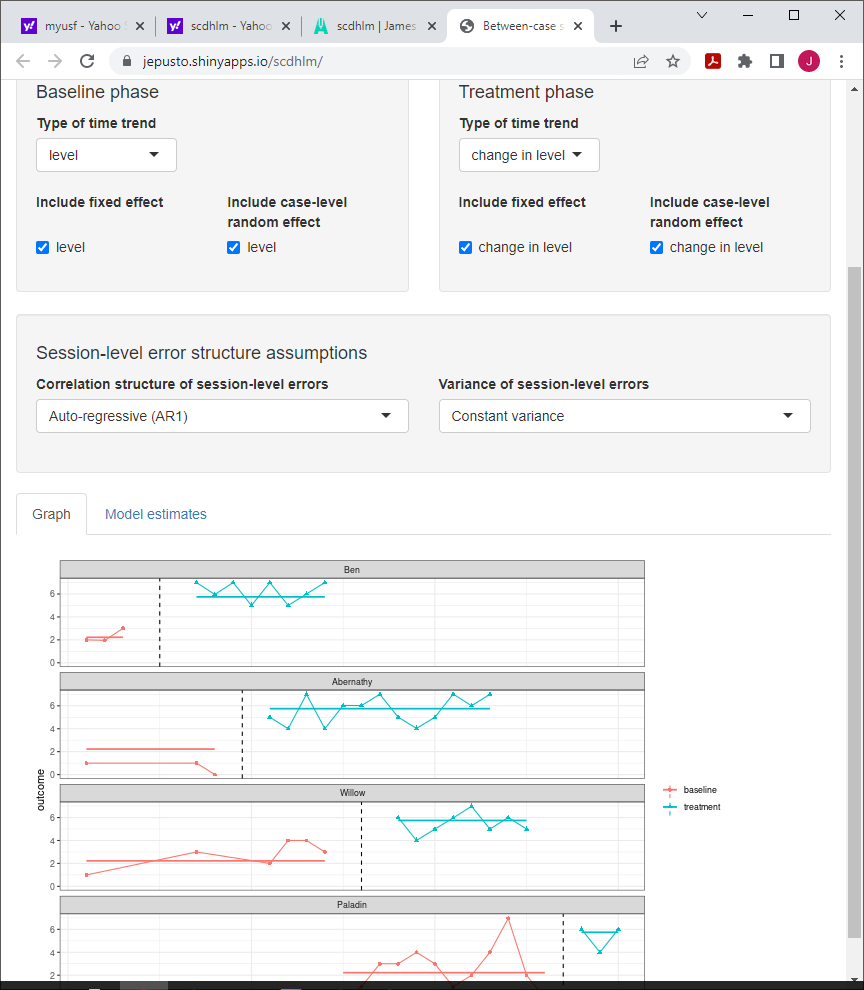 myusf - Yahoo
scdhlm - Yahoo
scdhlm | James
Between-case s
jepusto.shinyapps.io/scdhlm/
J
Baseline phase
Treatment phase
Type of time trend
Type of time trend
level
change in level
Include fixed effect
Include case-level
random effect
Include fixed effect
Include case-level
random effect
level
level
change in level
change in level
Session-level error structure assumptions
Correlation structure of session-level errors
Variance of session-level errors
Auto-regressive (AR1)
Constant variance
Graph
Model estimates
Ben
6
4
2
0
Abernathy
6
4
2
0
outcome
baseline
treatment
Willow
6
4
2
0
Paladin
6
4
2